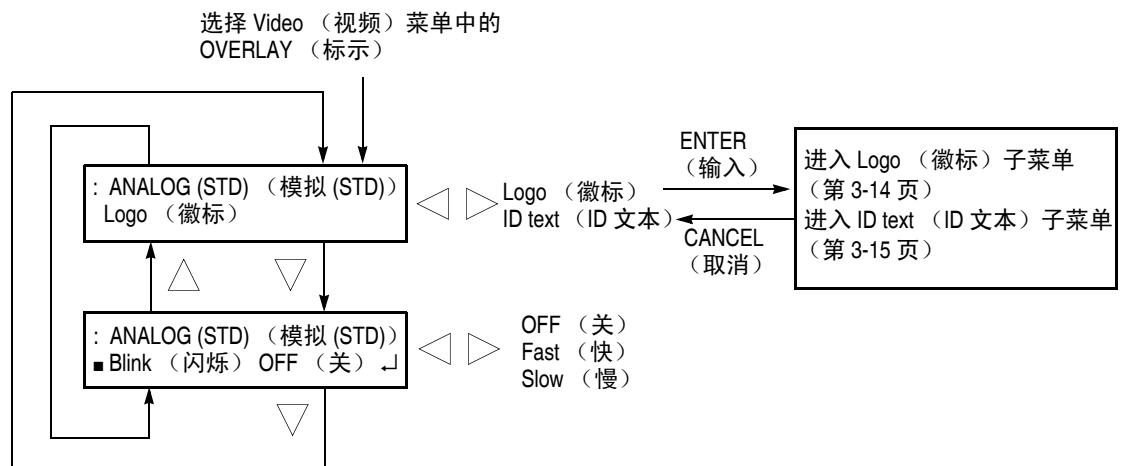 选择 Video （视频）菜单中的
OVERLAY （标示）
: ANALOG (STD) （模拟 (STD)）
Logo （徽标）
Logo （徽标）
ID text （ID 文本）
ENTER
（输入）
CANCEL
（取消）
进入 Logo （徽标）子菜单
（第 3-14 页）
进入 ID text （ID 文本）子菜单
（第 3-15 页）
: ANALOG (STD) （模拟 (STD)）
■ Blink （闪烁） OFF （关） ↵
OFF （关）
Fast （快）
Slow （慢）